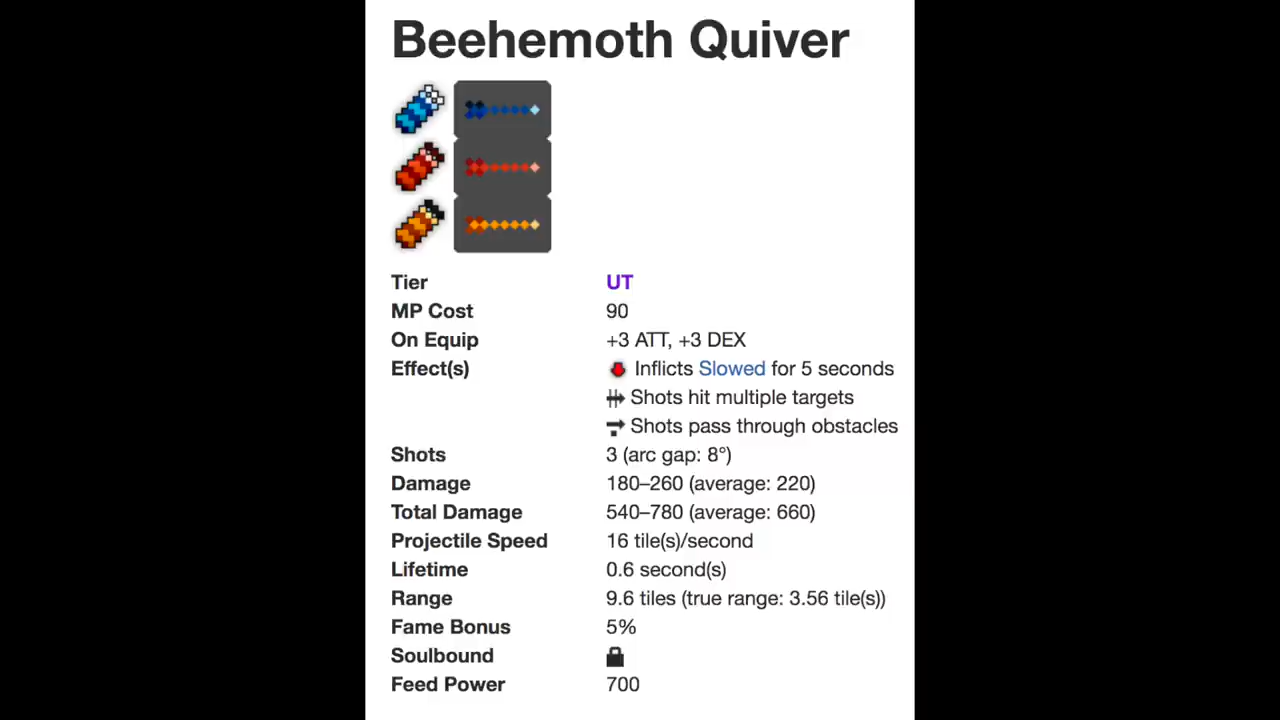 Beehemoth Quiver
Tier UT
MP Cost 90
On Equip +3 ATT, +3 DEX
Effect(s) Inflicts Slowed for 5 seconds
Shots hit multiple targets
Shots pass through obstacles
Shots 3 (arc gap: 8°)
Damage 180–260 (average: 220)
Total Damage 540–780 (average: 660)
Projectile Speed 16 tile(s)/second
Lifetime 0.6 second(s)
Range 9.6 tiles (true range: 3.56 tile(s))
Fame Bonus 5%
Soulbound
Feed Power 700